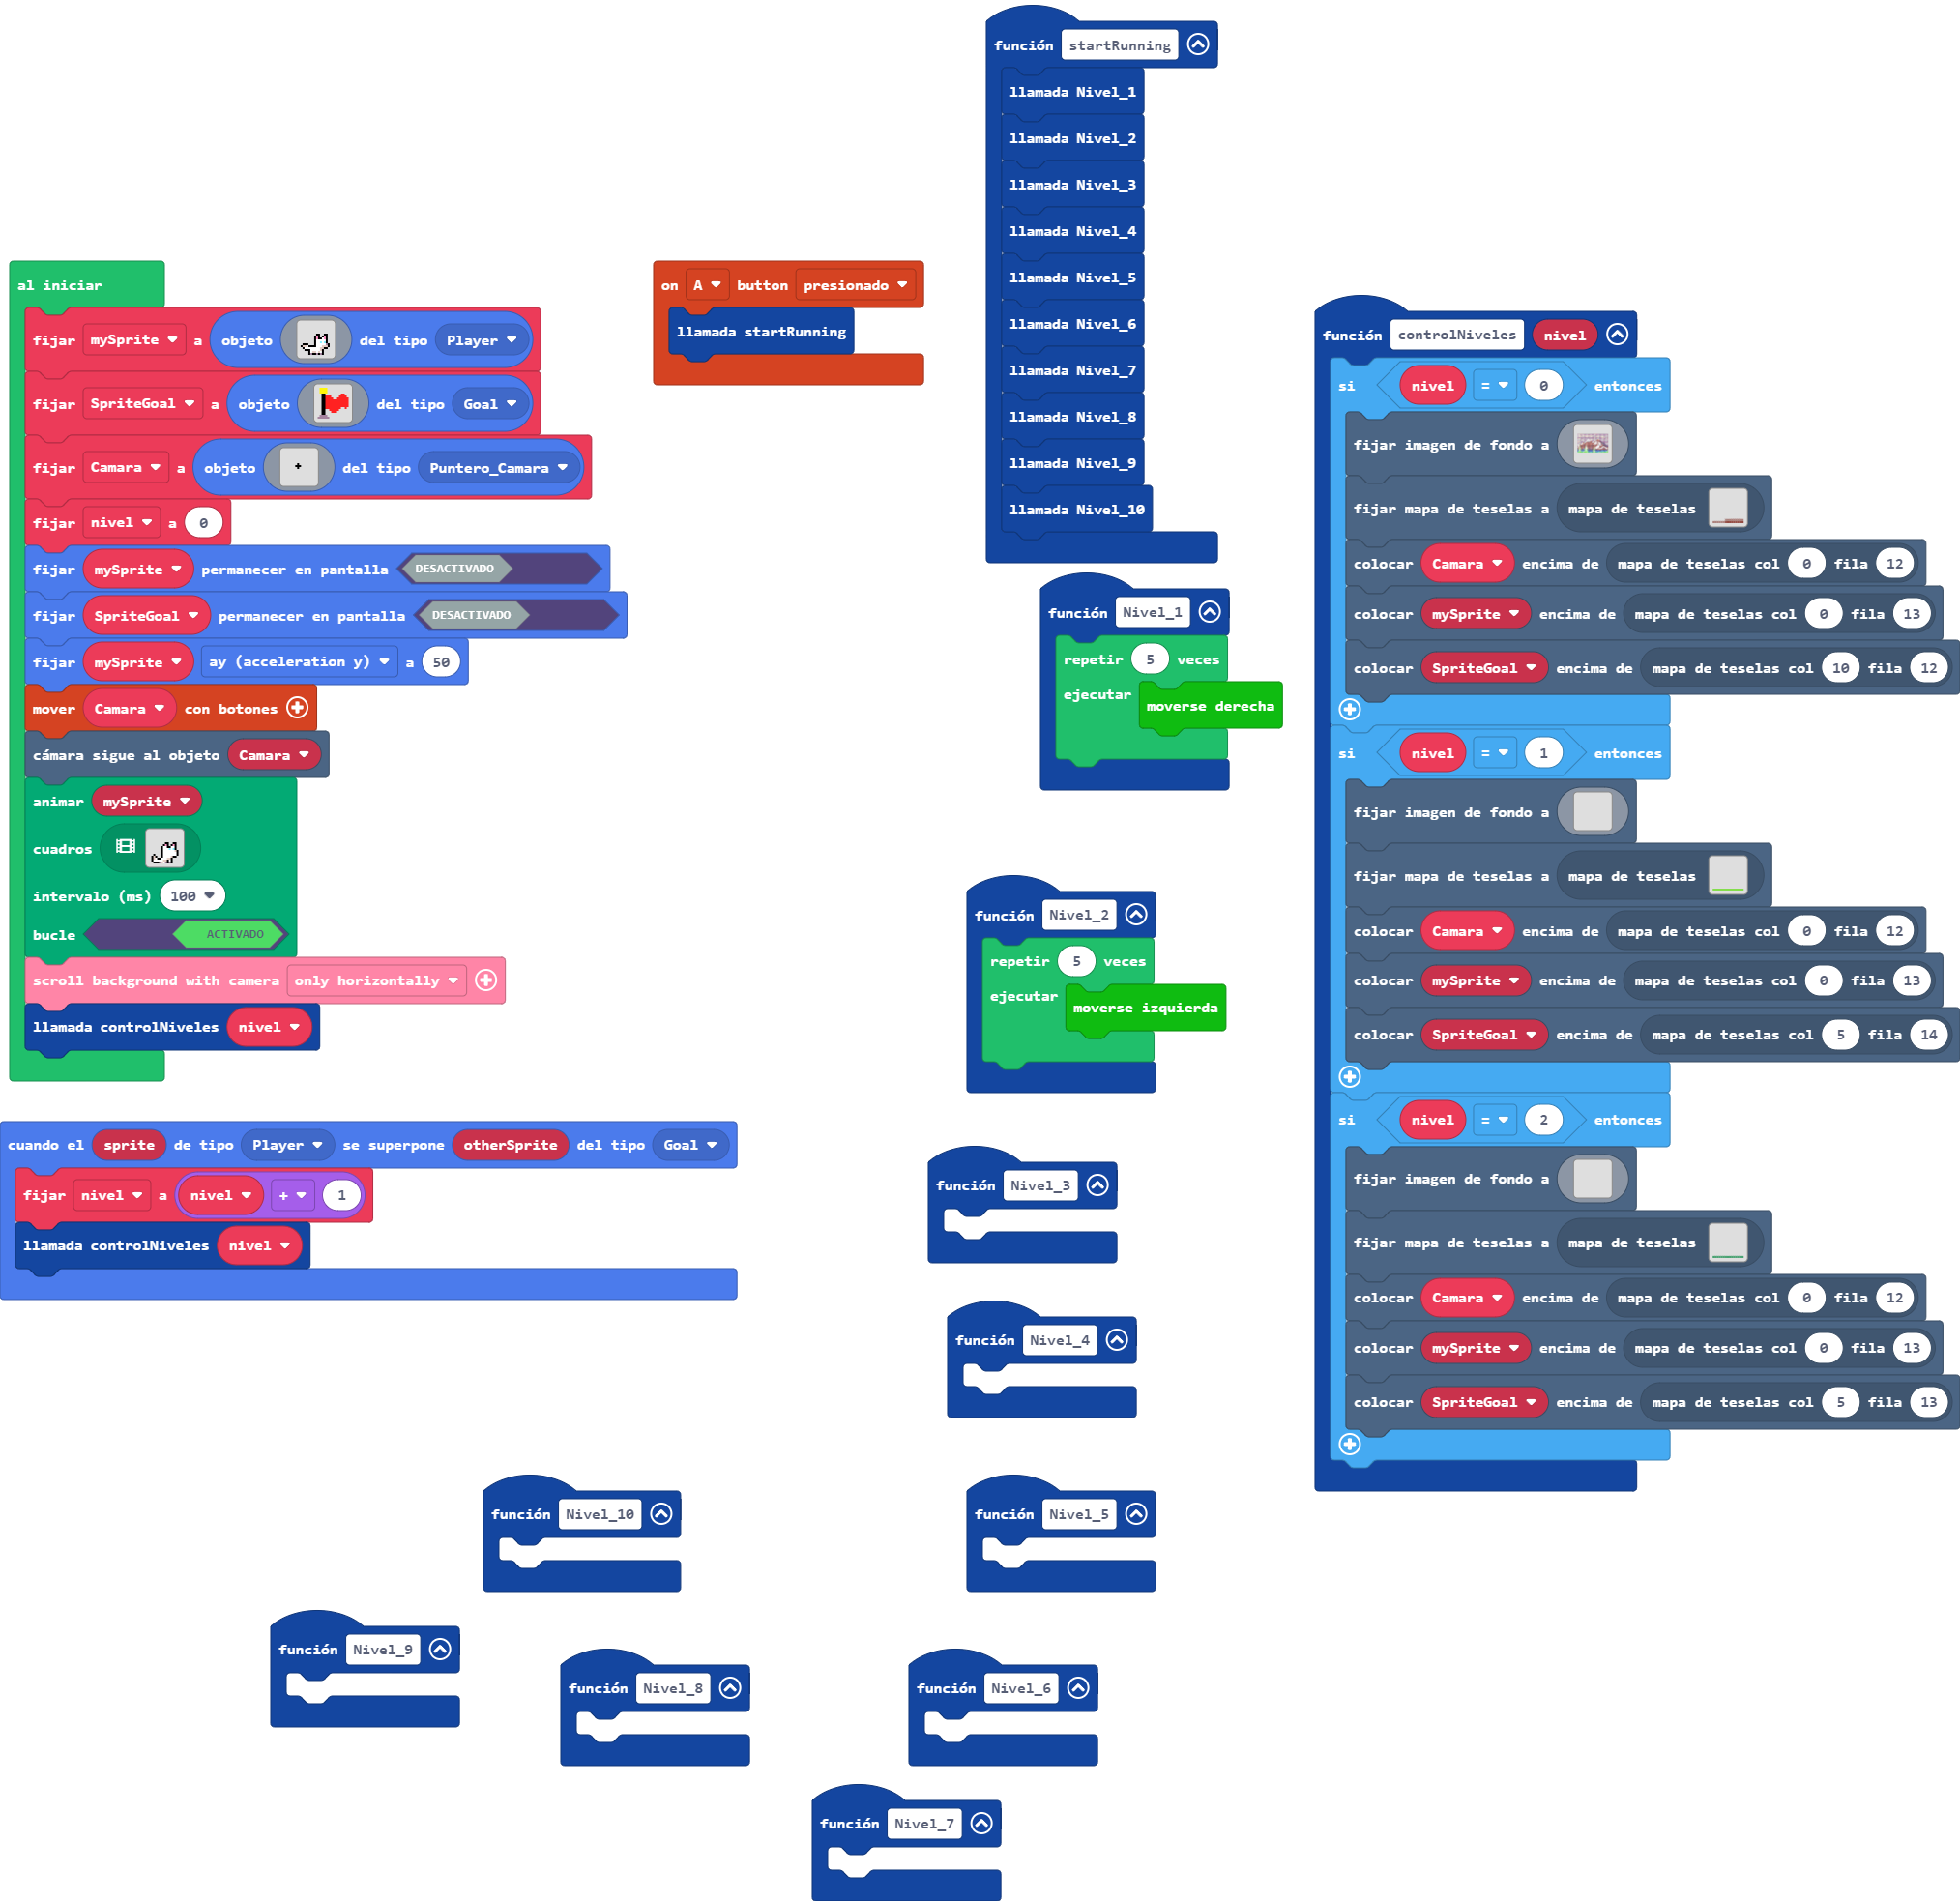 al iniciar
fijar mySprite a objeto del tipo Player
fijar SpriteGoal a objeto del tipo Goal
fijar Camara a objeto del tipo Puntero_Camara
fijar nivel a 0
fijar mySprite permanecer en pantalla DESACTIVADO
fijar SpriteGoal permanecer en pantalla DESACTIVADO
fijar mySprite ay (acceleration y) a 50
mover Camara con botones
cámara sigue al objeto Camara
animar mySprite
cuadros
intervalo (ms) 100
bucle ACTIVADO
scroll background with camera only horizontally
llamada controlNiveles nivel
cuando el sprite de tipo Player se superpone otherSprite del tipo Goal
fijar nivel a nivel + 1
llamada controlNiveles nivel
on A button presionado
llamada startRunning
función startRunning
llamada Nivel_1
llamada Nivel_2
llamada Nivel_3
llamada Nivel_4
llamada Nivel_5
llamada Nivel_6
llamada Nivel_7
llamada Nivel_8
llamada Nivel_9
llamada Nivel_10
función Nivel_1
repetir 5 veces
ejecutar moverse derecha
función Nivel_2
repetir 5 veces
ejecutar moverse izquierda
función Nivel_3
función Nivel_4
función Nivel_10
función Nivel_5
función Nivel_9
función Nivel_8
función Nivel_6
función Nivel_7
función controlNiveles nivel
si nivel = 0 entonces
fijar imagen de fondo a
fijar mapa de teselas a mapa de teselas
colocar Camara encima de mapa de teselas col 0 fila 12
colocar mySprite encima de mapa de teselas col 0 fila 13
colocar SpriteGoal encima de mapa de teselas col 10 fila 12
si nivel = 1 entonces
fijar imagen de fondo a
fijar mapa de teselas a mapa de teselas
colocar Camara encima de mapa de teselas col 0 fila 12
colocar mySprite encima de mapa de teselas col 0 fila 13
colocar SpriteGoal encima de mapa de teselas col 5 fila 14
si nivel = 2 entonces
fijar imagen de fondo a
fijar mapa de teselas a mapa de teselas
colocar Camara encima de mapa de teselas col 0 fila 12
colocar mySprite encima de mapa de teselas col 0 fila 13
colocar SpriteGoal encima de mapa de teselas col 5 fila 13